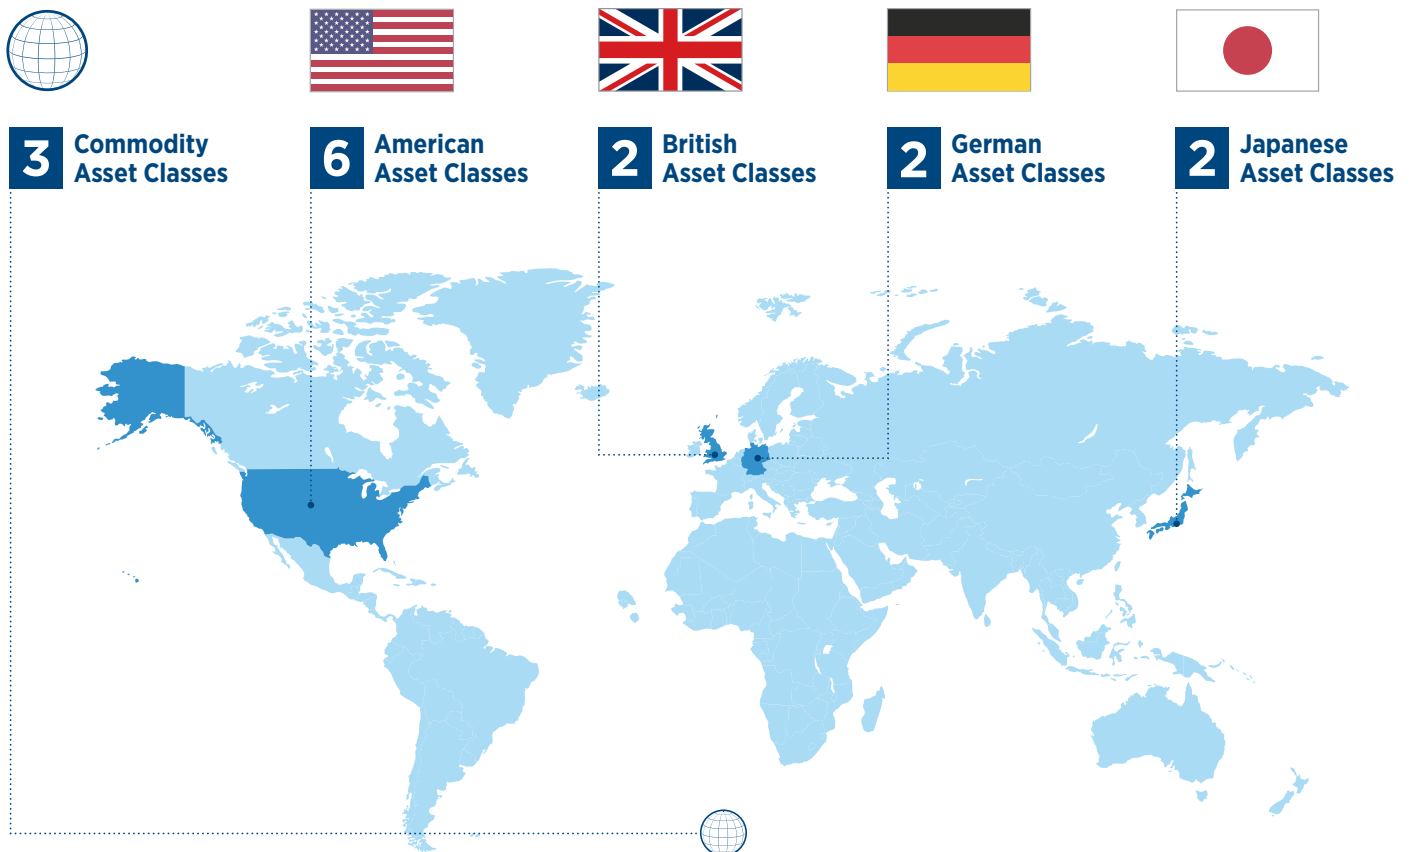 3 Commodity
Asset Classes
6 American
Asset Classes
2 British
Asset Classes
2 German
Asset Classes
2 Japanese
Asset Classes